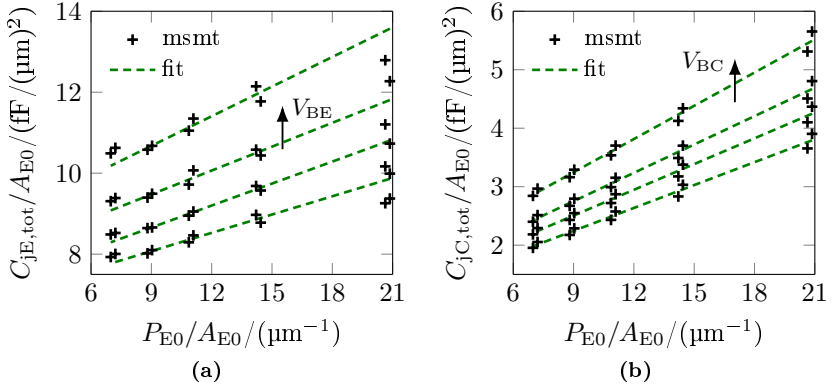 14
12
10
8
C_jE,tot/A_E0/(fF/(μm)²)
+ msmt
fit
V_BE
6 9 12 15 18 21
P_E0/A_E0/(μm⁻¹)
(a)
6
5
4
3
2
C_jC,tot/A_E0/(fF/(μm)²)
+ msmt
fit
V_BC
6 9 12 15 18 21
P_E0/A_E0/(μm⁻¹)
(b)